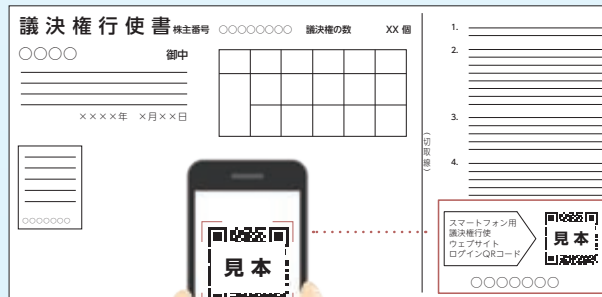 議決権行使書 株主番号 ○○○○○○○○ 議決権の数 XX 個
○○○○ 御中
××××年 ×月××日
○○○○○○○
見本
(切取線)
1.
2.
3.
4.
スマートフォン用
議決権行使
ウェブサイト
ログインQRコード
見本
○○○○○○○